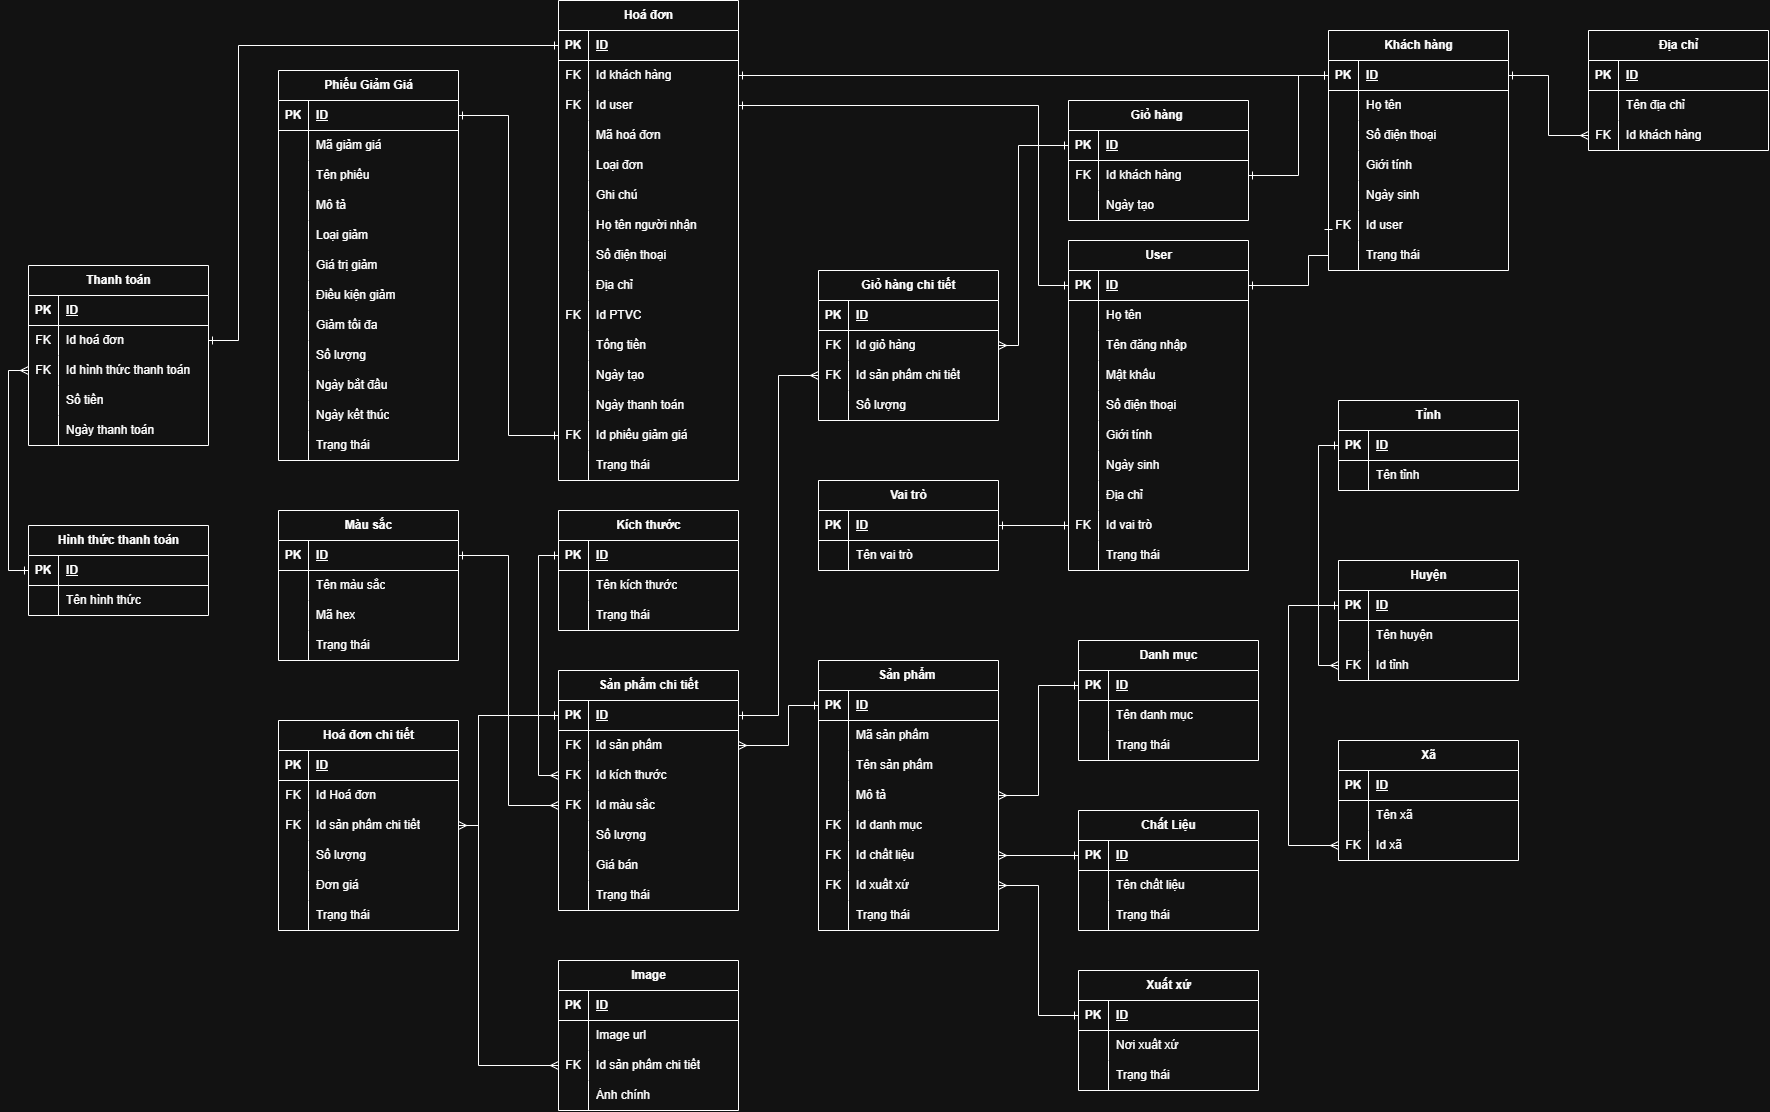 Hoá đơn
PK ID
FK Id khách hàng
FK Id user
Mã hoá đơn
Loại đơn
Ghi chú
Họ tên người nhận
Số điện thoại
Địa chỉ
FK Id PTVC
Tổng tiền
Ngày tạo
Ngày thanh toán
FK Id phiếu giảm giá
Trạng thái
Khách hàng
PK ID
Họ tên
Số điện thoại
Giới tính
Ngày sinh
FK Id user
Trạng thái
Địa chỉ
PK ID
Tên địa chỉ
FK Id khách hàng
Phiếu Giảm Giá
PK ID
Mã giảm giá
Tên phiếu
Mô tả
Loại giảm
Giá trị giảm
Điều kiện giảm
Giảm tối đa
Số lượng
Ngày bắt đầu
Ngày kết thúc
Trạng thái
Giỏ hàng
PK ID
FK Id khách hàng
Ngày tạo
User
PK ID
Họ tên
Tên đăng nhập
Mật khẩu
Số điện thoại
Giới tính
Ngày sinh
Địa chỉ
FK Id vai trò
Trạng thái
Thanh toán
PK ID
FK Id hoá đơn
FK Id hình thức thanh toán
Số tiền
Ngày thanh toán
Giỏ hàng chi tiết
PK ID
FK Id giỏ hàng
FK Id sản phẩm chi tiết
Số lượng
Tỉnh
PK ID
Tên tỉnh
Vai trò
PK ID
Tên vai trò
Hình thức thanh toán
PK ID
Tên hình thức
Màu sắc
PK ID
Tên màu sắc
Mã hex
Trạng thái
Kích thước
PK ID
Tên kích thước
Trạng thái
Huyện
PK ID
Tên huyện
FK Id tỉnh
Danh mục
PK ID
Tên danh mục
Trạng thái
Sản phẩm
PK ID
Mã sản phẩm
Tên sản phẩm
Mô tả
FK Id danh mục
FK Id chất liệu
FK Id xuất xứ
Trạng thái
Sản phẩm chi tiết
PK ID
FK Id sản phẩm
FK Id kích thước
FK Id màu sắc
Số lượng
Giá bán
Trạng thái
Hoá đơn chi tiết
PK ID
FK Id Hoá đơn
FK Id sản phẩm chi tiết
Số lượng
Đơn giá
Trạng thái
Xã
PK ID
Tên xã
FK Id xã
Chất Liệu
PK ID
Tên chất liệu
Trạng thái
Image
PK ID
Image url
FK Id sản phẩm chi tiết
Ảnh chính
Xuất xứ
PK ID
Nơi xuất xứ
Trạng thái